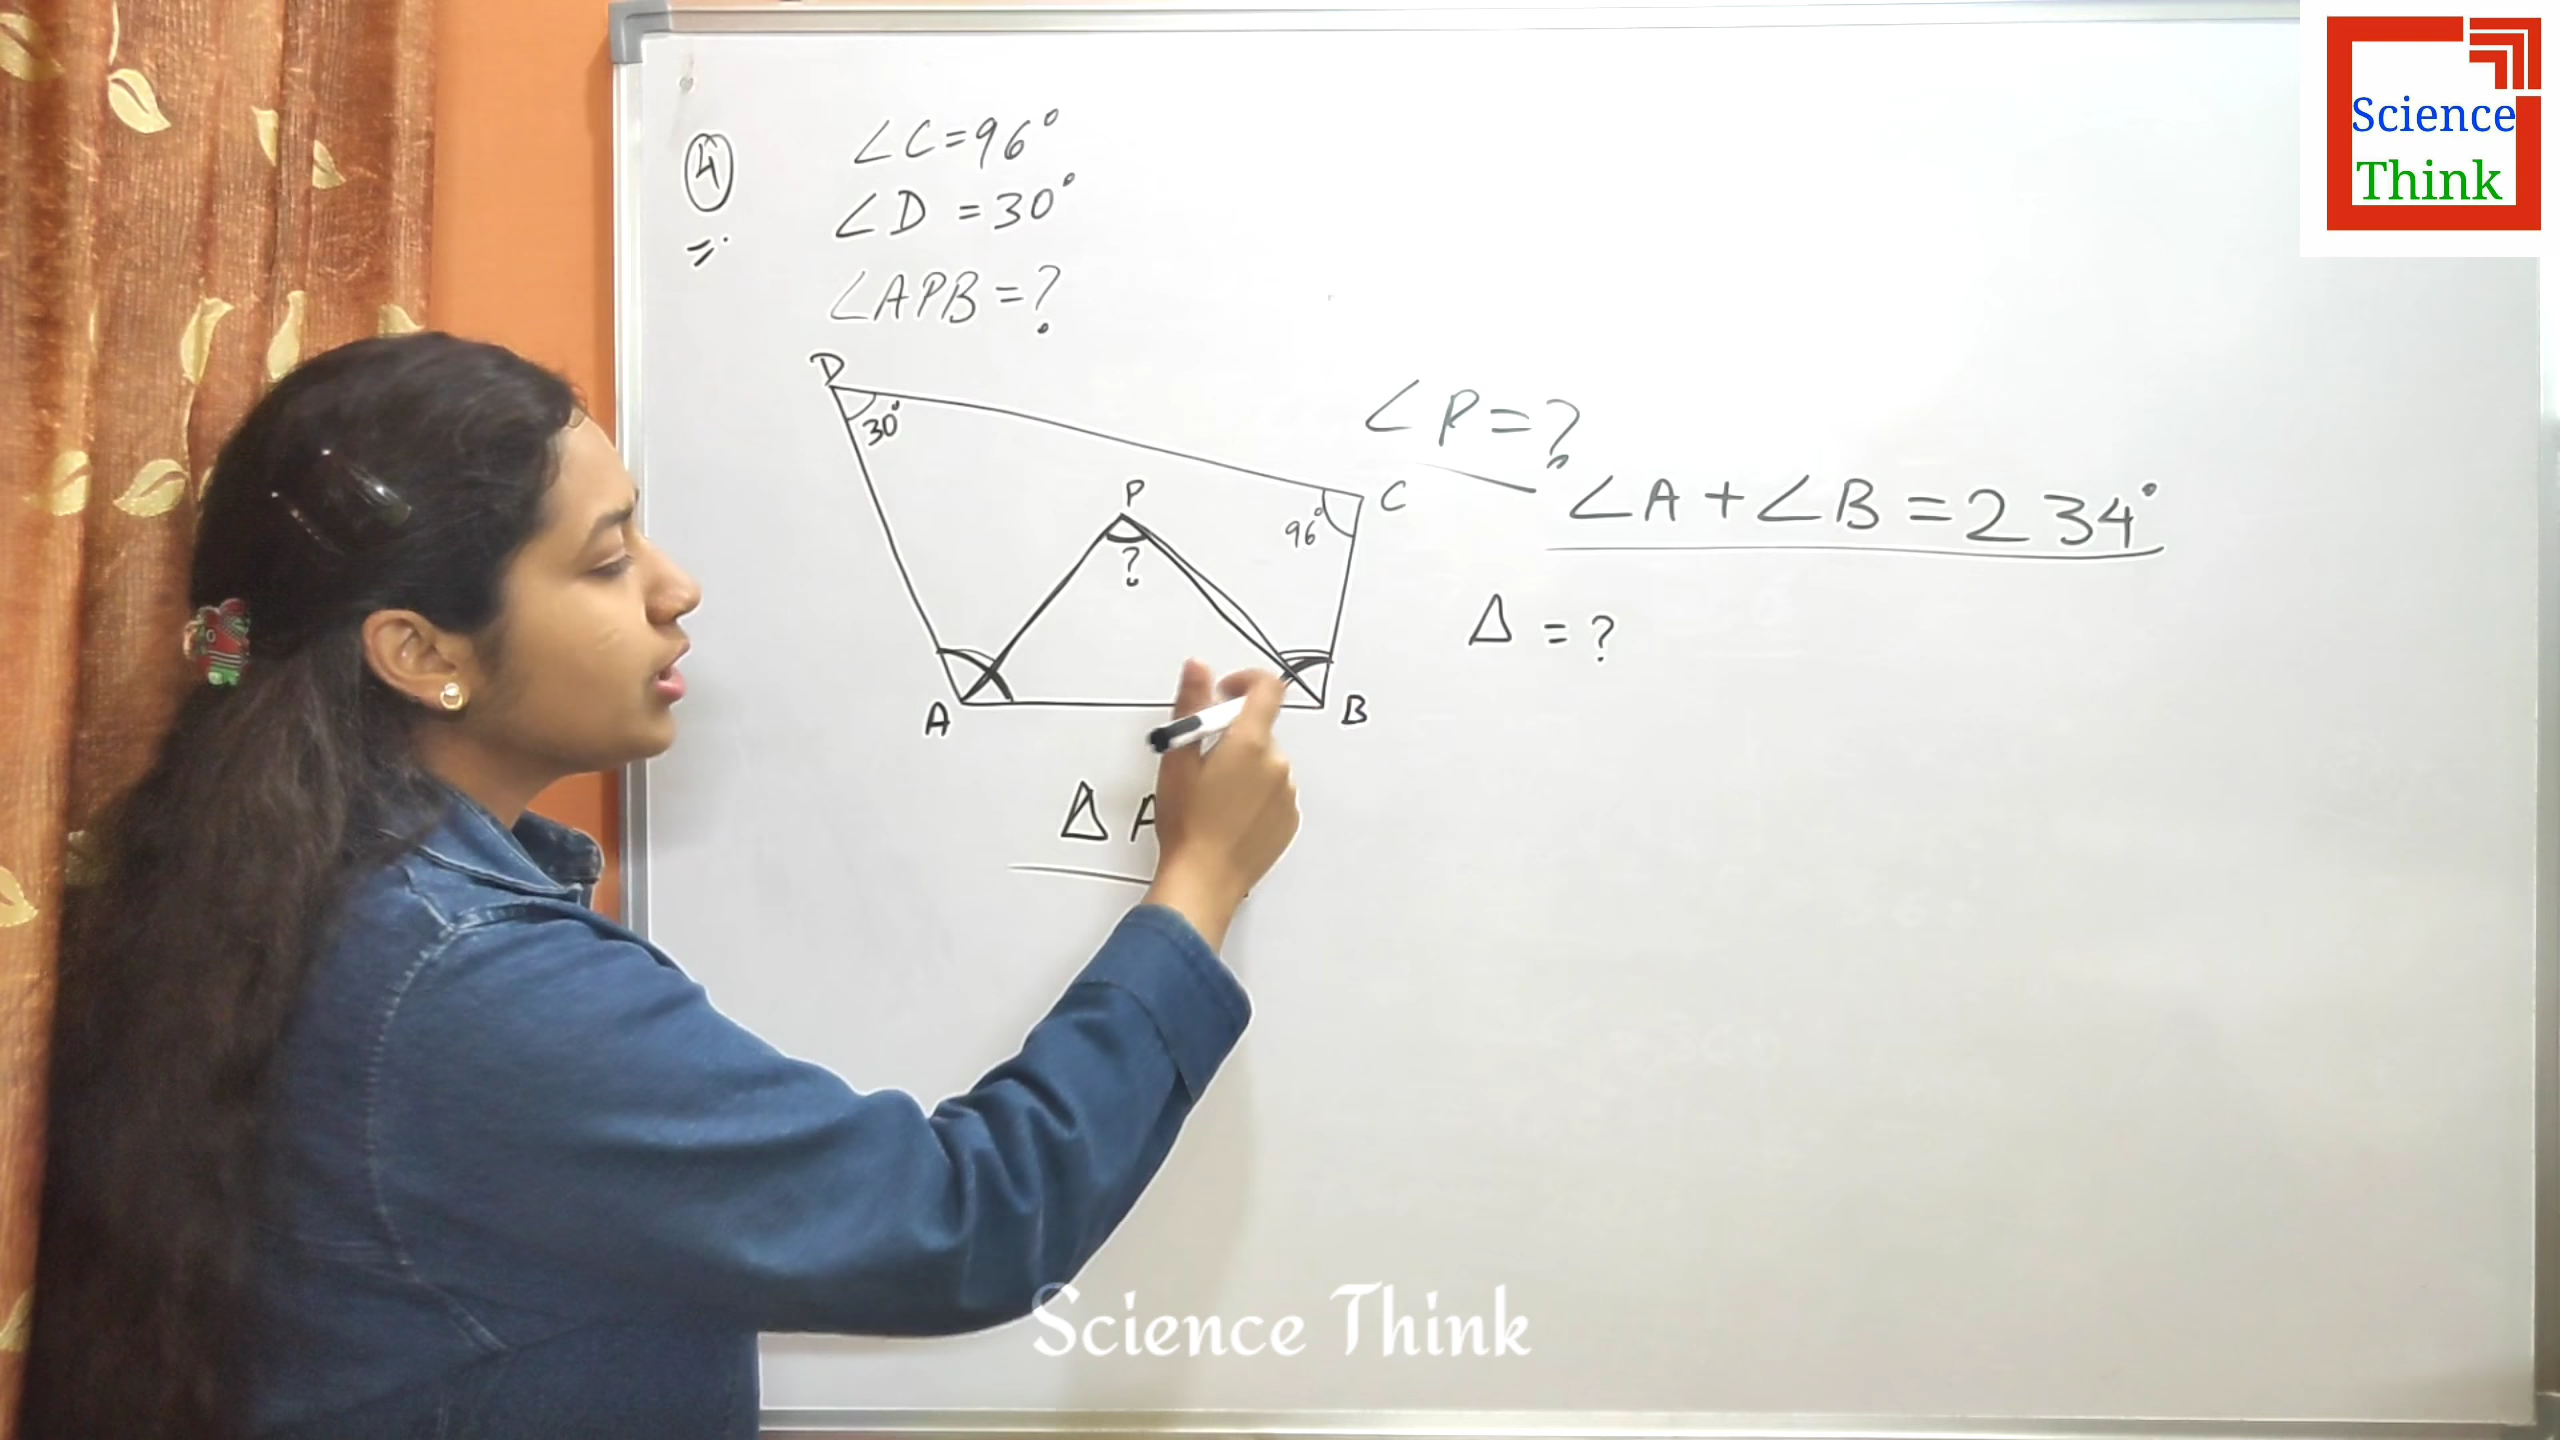 ④
∠C=96°
∠D=30°
∠APB=?
D
30°
P
?
96°
C
A
B
∠P=?
∠A+∠B=234°
Δ=?
Δ A
Science
Think
Science Think